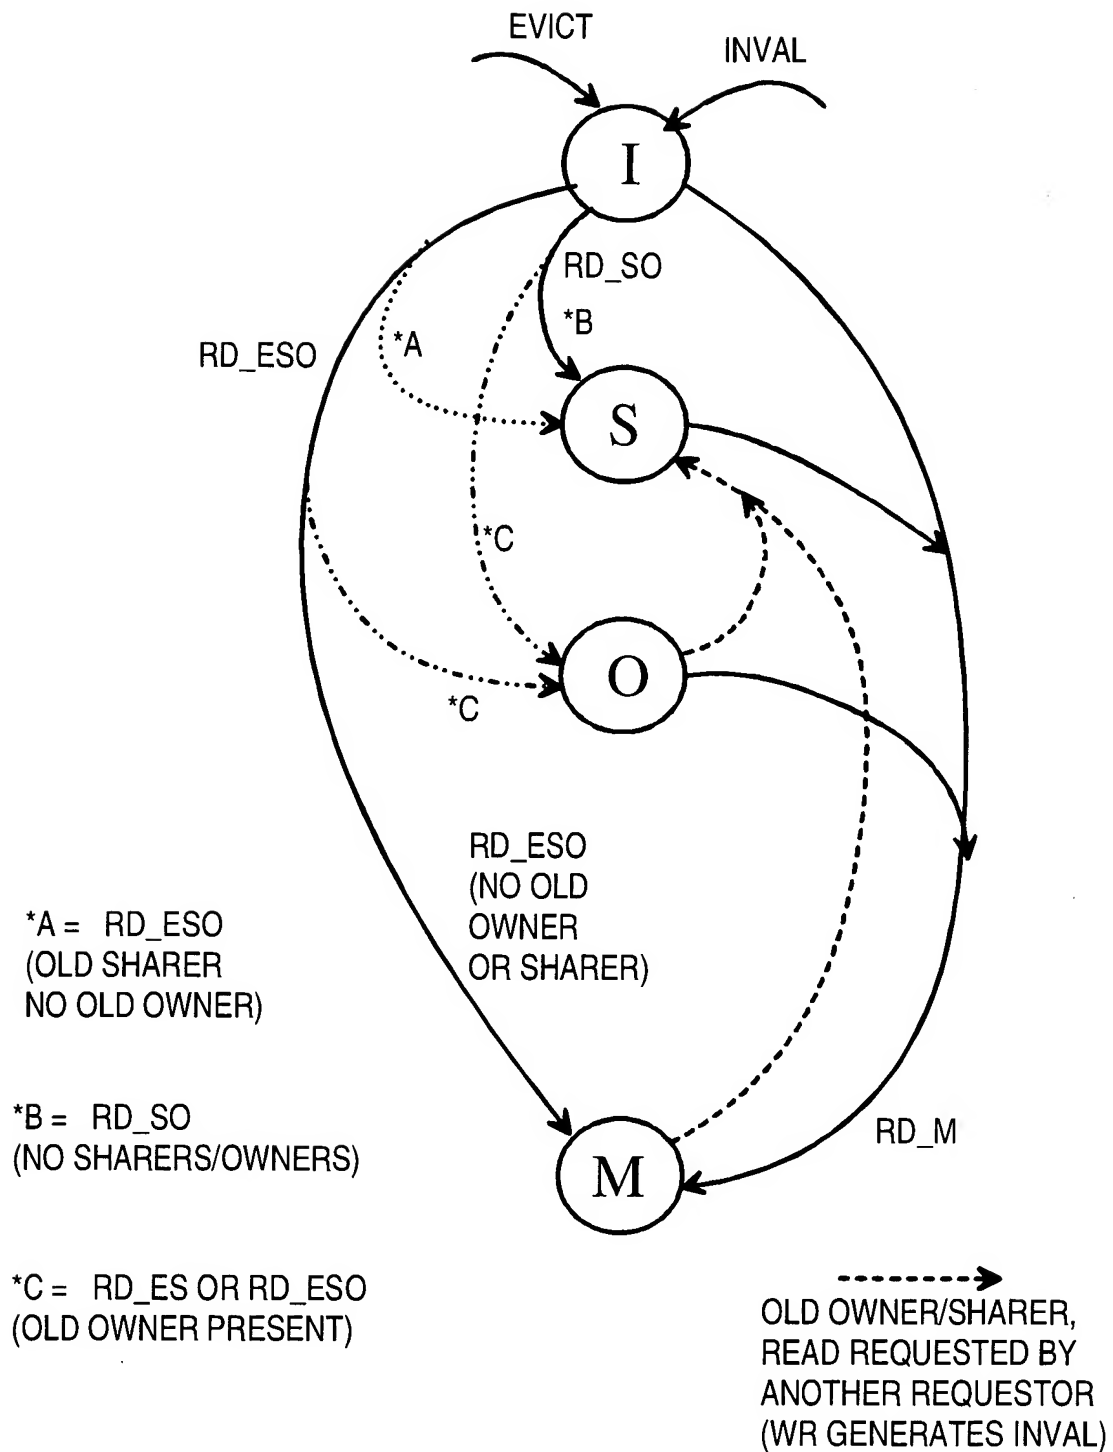 EVICT
INVAL
I
RD_SO
*B
*A
RD_ESO
S
*C
O
*C
RD_ESO
(NO OLD
OWNER
OR SHARER)
*A = RD_ESO
(OLD SHARER
NO OLD OWNER)
*B = RD_SO
(NO SHARERS/OWNERS)
RD_M
M
*C = RD_ES OR RD_ESO
(OLD OWNER PRESENT)
OLD OWNER/SHARER,
READ REQUESTED BY
ANOTHER REQUESTOR
(WR GENERATES INVAL)